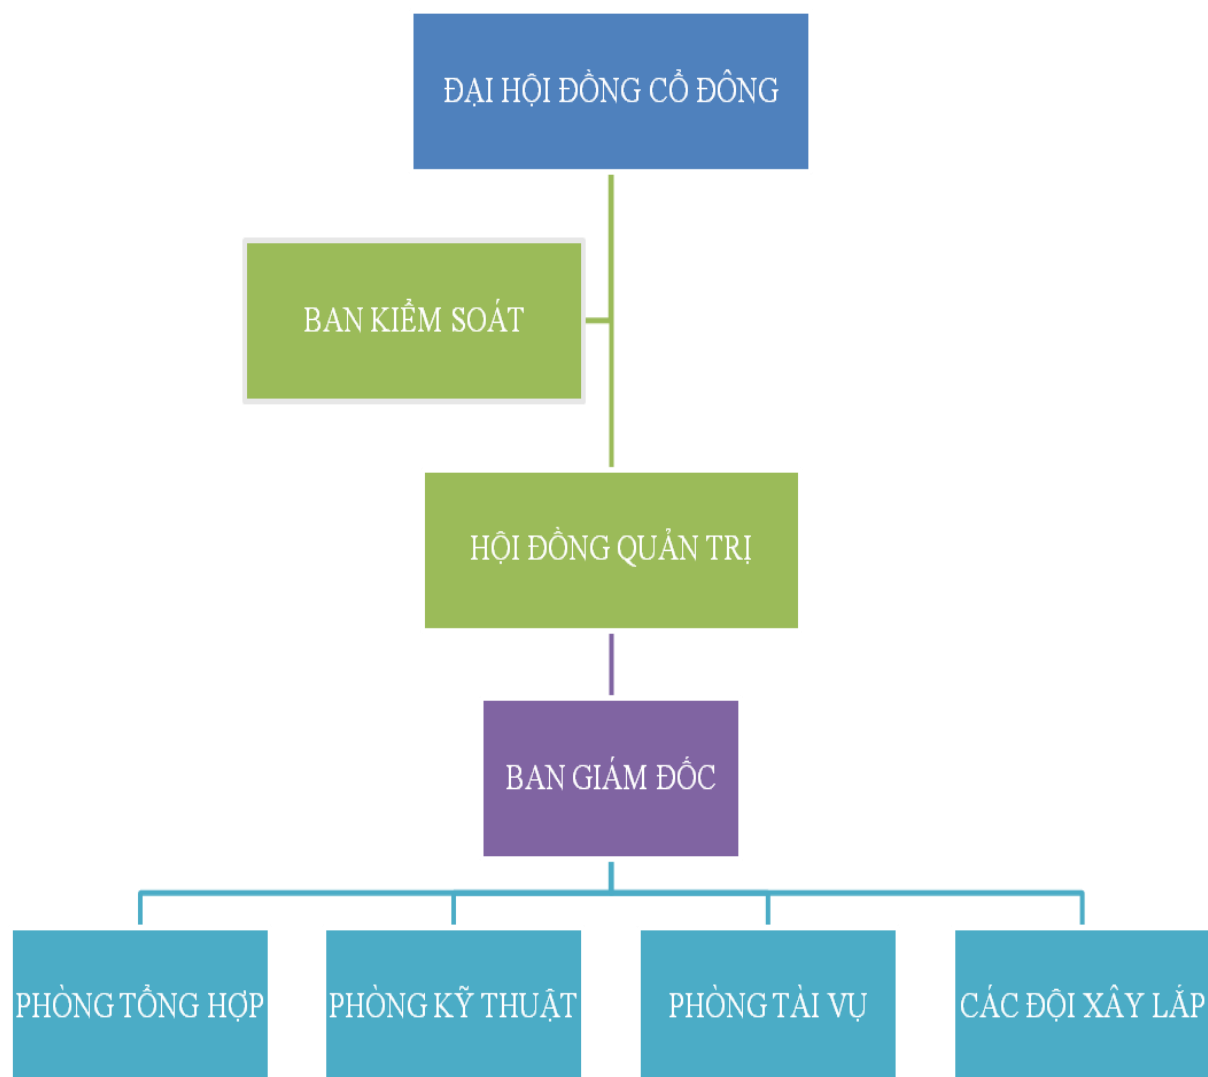 ĐẠI HỘI ĐỒNG CỔ ĐÔNG
BAN KIỂM SOÁT
HỘI ĐỒNG QUẢN TRỊ
BAN GIÁM ĐỐC
PHÒNG TỔNG HỢP
PHÒNG KỸ THUẬT
PHÒNG TÀI VỤ
CÁC ĐỘI XÂY LẮP